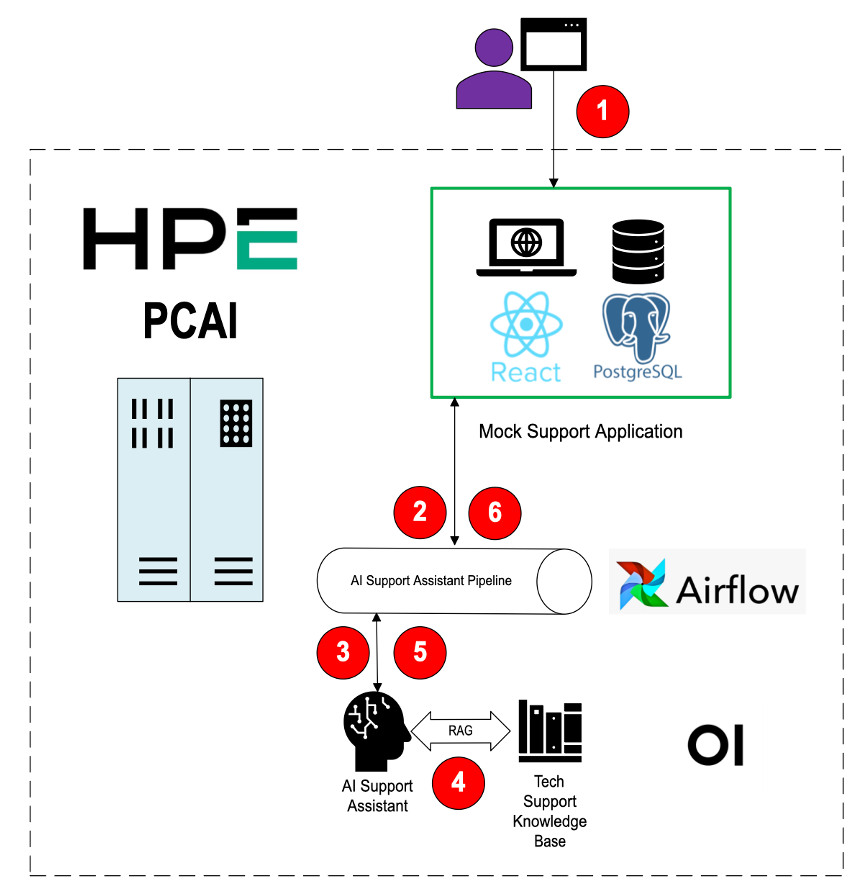 1
HPE
PCAI
React
PostgreSQL
Mock Support Application
2
6
AI Support Assistant Pipeline
Airflow
3
5
RAG
4
AI Support
Assistant
Tech
Support
Knowledge
Base
OI